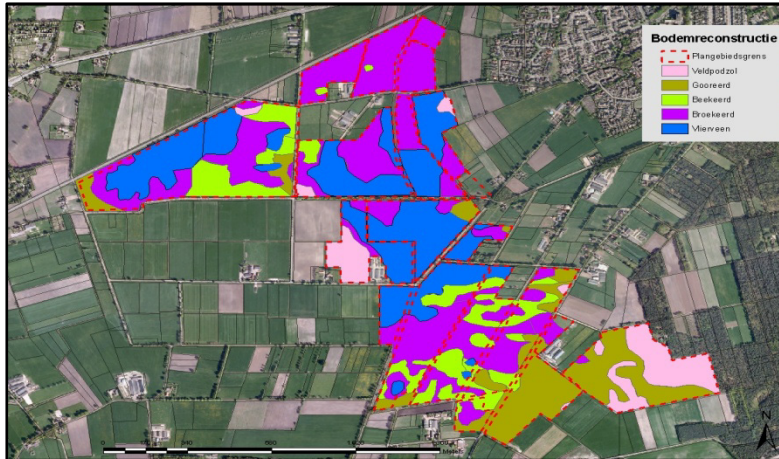 Bodemreconstructie
Plangebiedsgrens
Veldpodzol
Gooreerd
Beekeerd
Broekeerd
Vlierveen
N